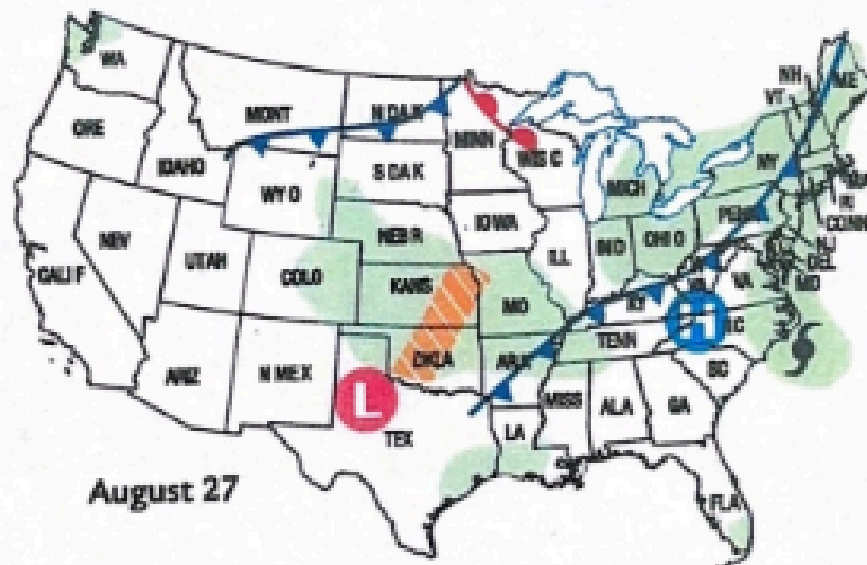 WA
MONT
N DAK
MINN
ORE
IDAHO
WYO
S DAK
WISC
MICH
NH
VT
ME
NY
PENN
CONN
NJ
DEL
MD
NEV
UTAH
COLO
NEBR
IOWA
ILL
IND
OHIO
CALIF
KANS
MO
KY
VA
ARIZ
N MEX
OKLA
ARK
TENN
H
SC
L
TEX
LA
MISS
ALA
GA
FLA
August 27